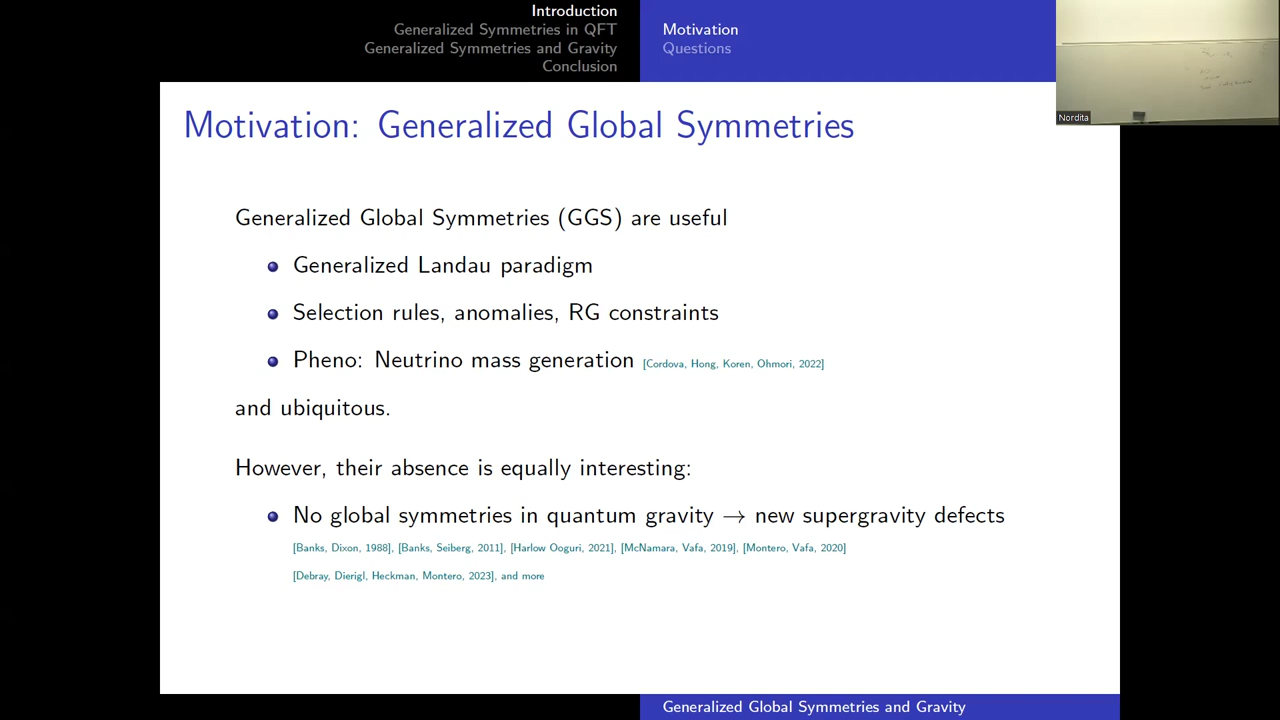 Introduction
Generalized Symmetries in QFT
Generalized Symmetries and Gravity
Conclusion
Motivation
Questions
Nordita
Motivation: Generalized Global Symmetries
Generalized Global Symmetries (GGS) are useful
Generalized Landau paradigm
Selection rules, anomalies, RG constraints
Pheno: Neutrino mass generation [Cordova, Hong, Koren, Ohmori, 2022]
and ubiquitous.
However, their absence is equally interesting:
No global symmetries in quantum gravity → new supergravity defects
[Banks, Dixon, 1988], [Banks, Seiberg, 2011], [Harlow Ooguri, 2021], [McNamara, Vafa, 2019], [Montero, Vafa, 2020]
[Debray, Dierigl, Heckman, Montero, 2023], and more
Generalized Global Symmetries and Gravity